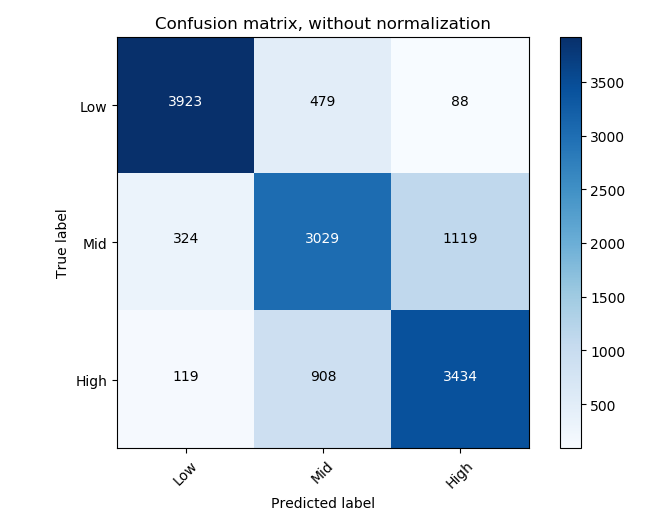 Confusion matrix, without normalization
True label
Low
3923 479 88
Mid
324 3029 1119
High
119 908 3434
Low Mid High
Predicted label
3500
3000
2500
2000
1500
1000
500